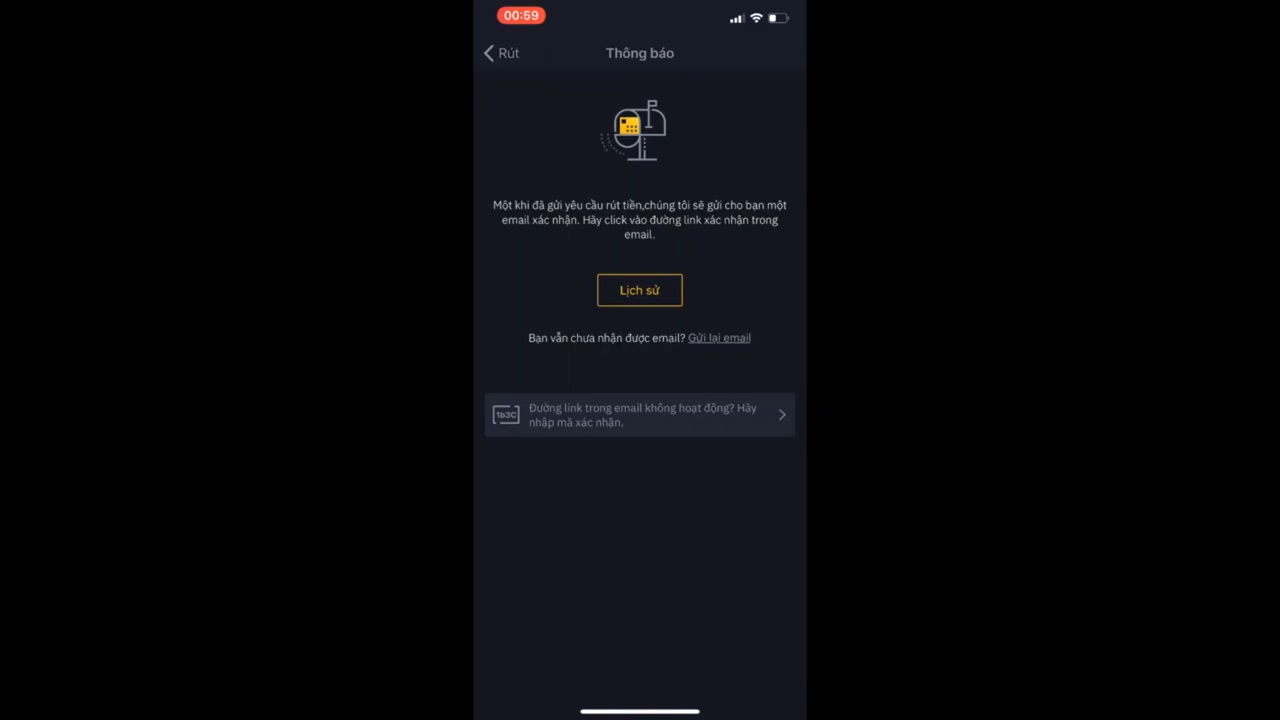 00:59
Rút
Thông báo
Một khi đã gửi yêu cầu rút tiền,chúng tôi sẽ gửi cho bạn một
email xác nhận. Hãy click vào đường link xác nhận trong
email.
Lịch sử
Bạn vẫn chưa nhận được email? Gửi lại email
1b3C
Đường link trong email không hoạt động? Hãy
nhập mã xác nhận.